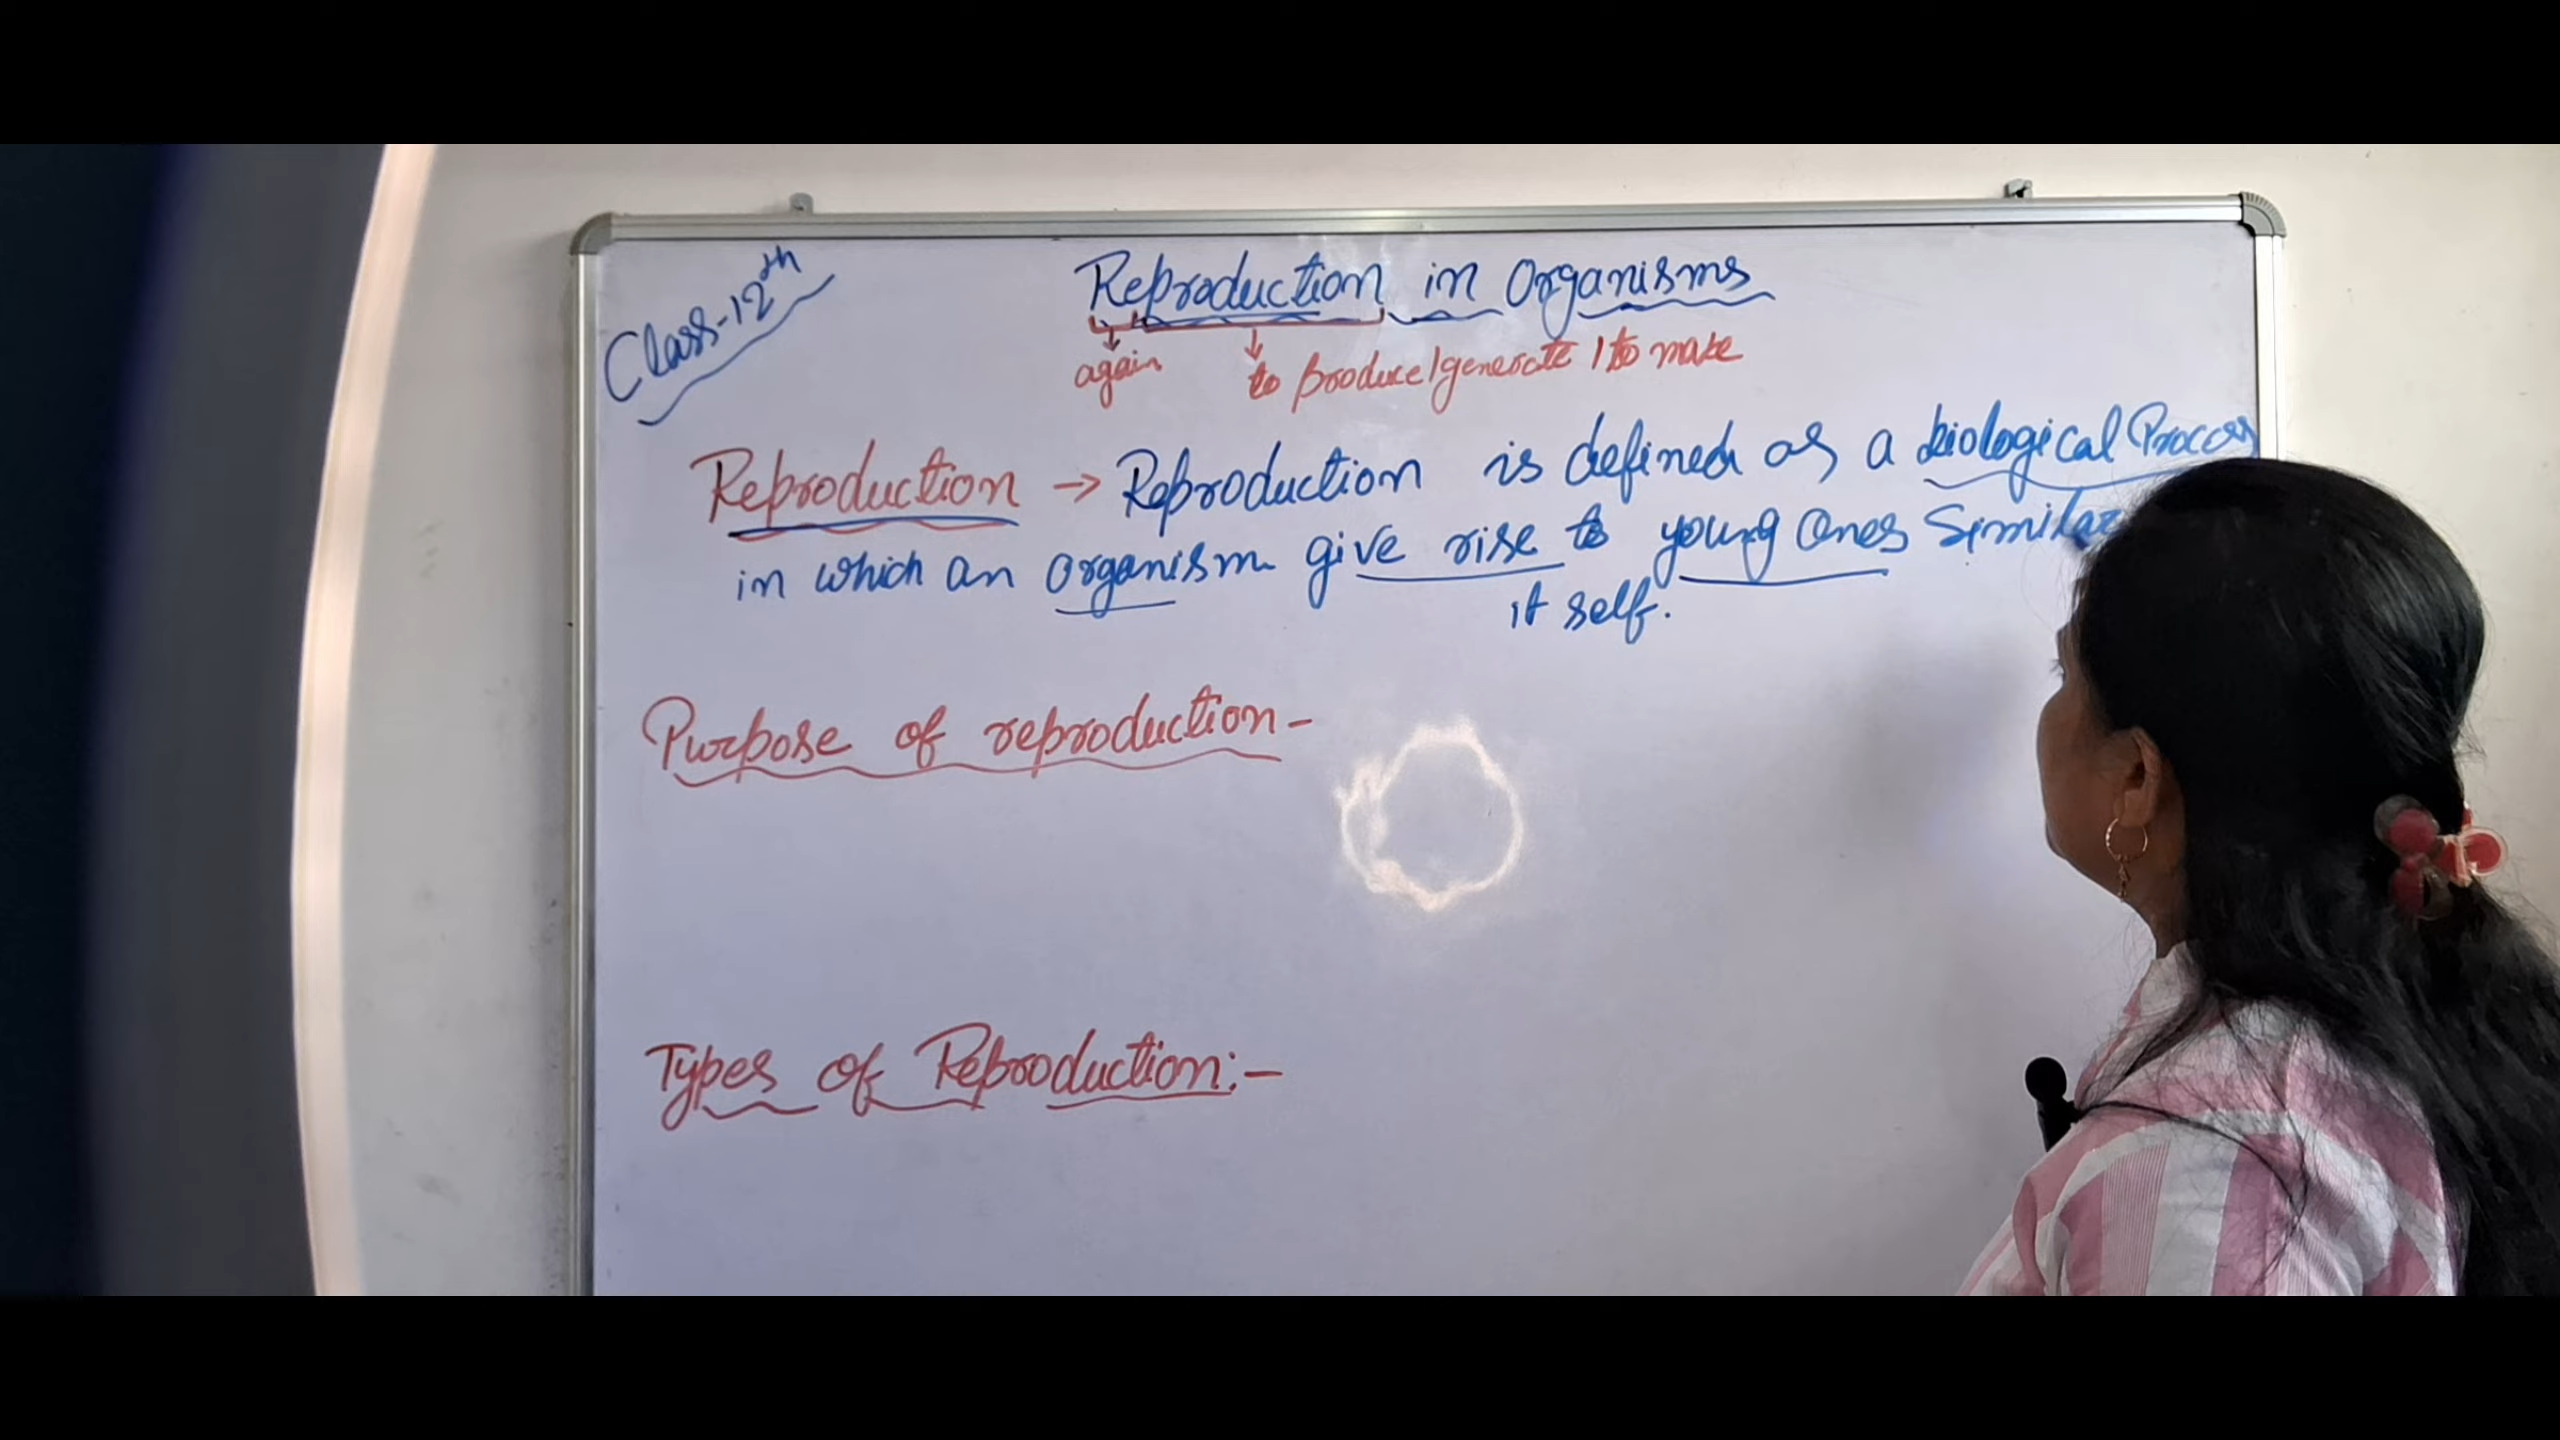 Class-12th
Reproduction in Organisms
again
to produce/generate/to make
Reproduction → Reproduction is defined as a biological Process
in which an organism give rise to young ones Similar
it self.
Purpose of reproduction-
Types of Reproduction:-